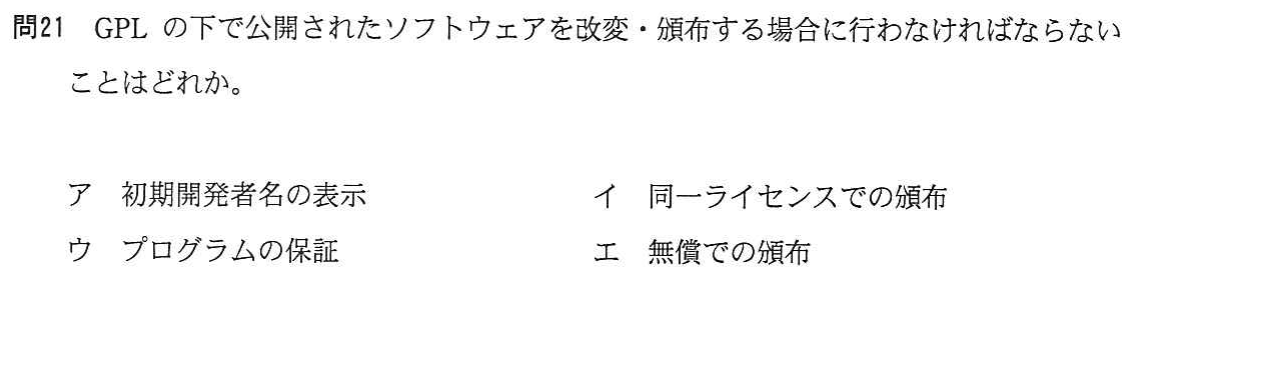 問21 GPL の下で公開されたソフトウェアを改変・頒布する場合に行わなければならない
ことはどれか。
ア 初期開発者名の表示 イ 同一ライセンスでの頒布
ウ プログラムの保証 エ 無償での頒布